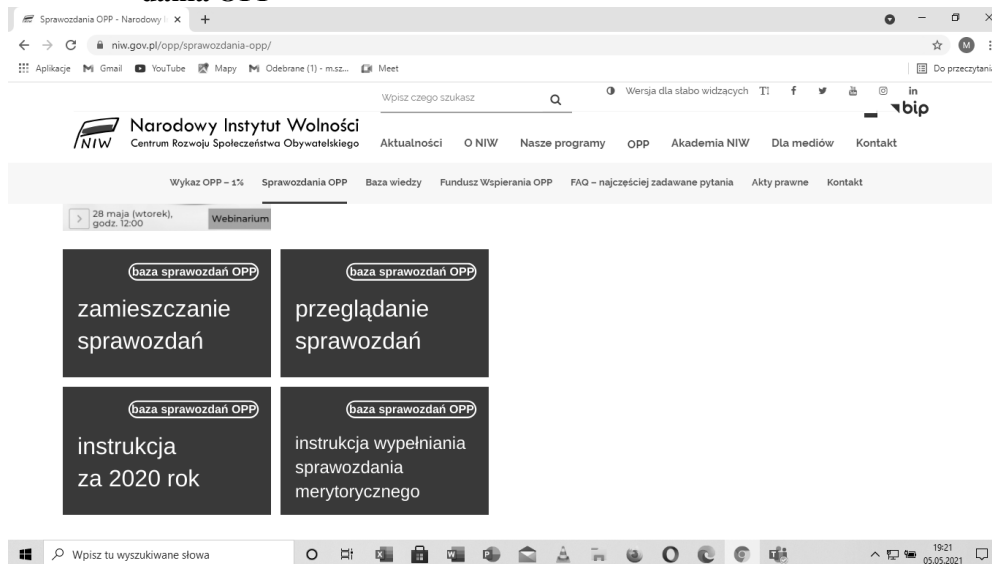 Sprawozdania OPP - Narodowy I
niw.gov.pl/opp/sprawozdania-opp/
M
Aplikacje Gmail YouTube Mapy Odebrane (1) - m.sz... Meet Do przeczytania
Wpisz czego szukasz
Wersja dla słabo widzących
bip
NIW
Narodowy Instytut Wolności
Centrum Rozwoju Społeczeństwa Obywatelskiego
Aktualności O NIW Nasze programy OPP Akademia NIW Dla mediów Kontakt
Wykaz OPP – 1% Sprawozdania OPP Baza wiedzy Fundusz Wspierania OPP FAQ – najczęściej zadawane pytania Akty prawne Kontakt
28 maja (wtorek),
godz. 12:00
Webinarium
baza sprawozdań OPP
zamieszczanie
sprawozdań
baza sprawozdań OPP
przeglądanie
sprawozdań
baza sprawozdań OPP
instrukcja
za 2020 rok
baza sprawozdań OPP
instrukcja wypełniania
sprawozdania
merytorycznego
Wpisz tu wyszukiwane słowa
19:21
05.05.2021